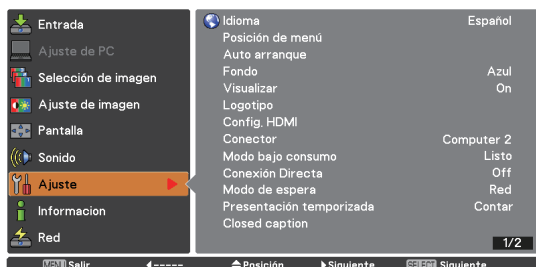 Entrada
Ajuste de PC
Selección de imagen
Ajuste de imagen
Pantalla
Sonido
Ajuste
Informacion
Red
Idioma Español
Posición de menú
Auto arranque
Fondo Azul
Visualizar On
Logotipo
Config. HDMI
Conector Computer 2
Modo bajo consumo Listo
Conexión Directa Off
Modo de espera Red
Presentación temporizada Contar
Closed caption
1/2
MENU Salir ----- Posición Siguiente SELECT Siguiente